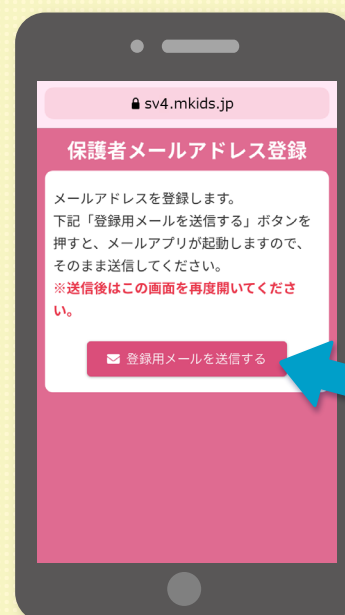 sv4.mkids.jp
保護者メールアドレス登録
メールアドレスを登録します。
下記「登録用メールを送信する」ボタンを
押すと、メールアプリが起動しますので、
そのまま送信してください。
※送信後はこの画面を再度開いてくださ
い。
登録用メールを送信する